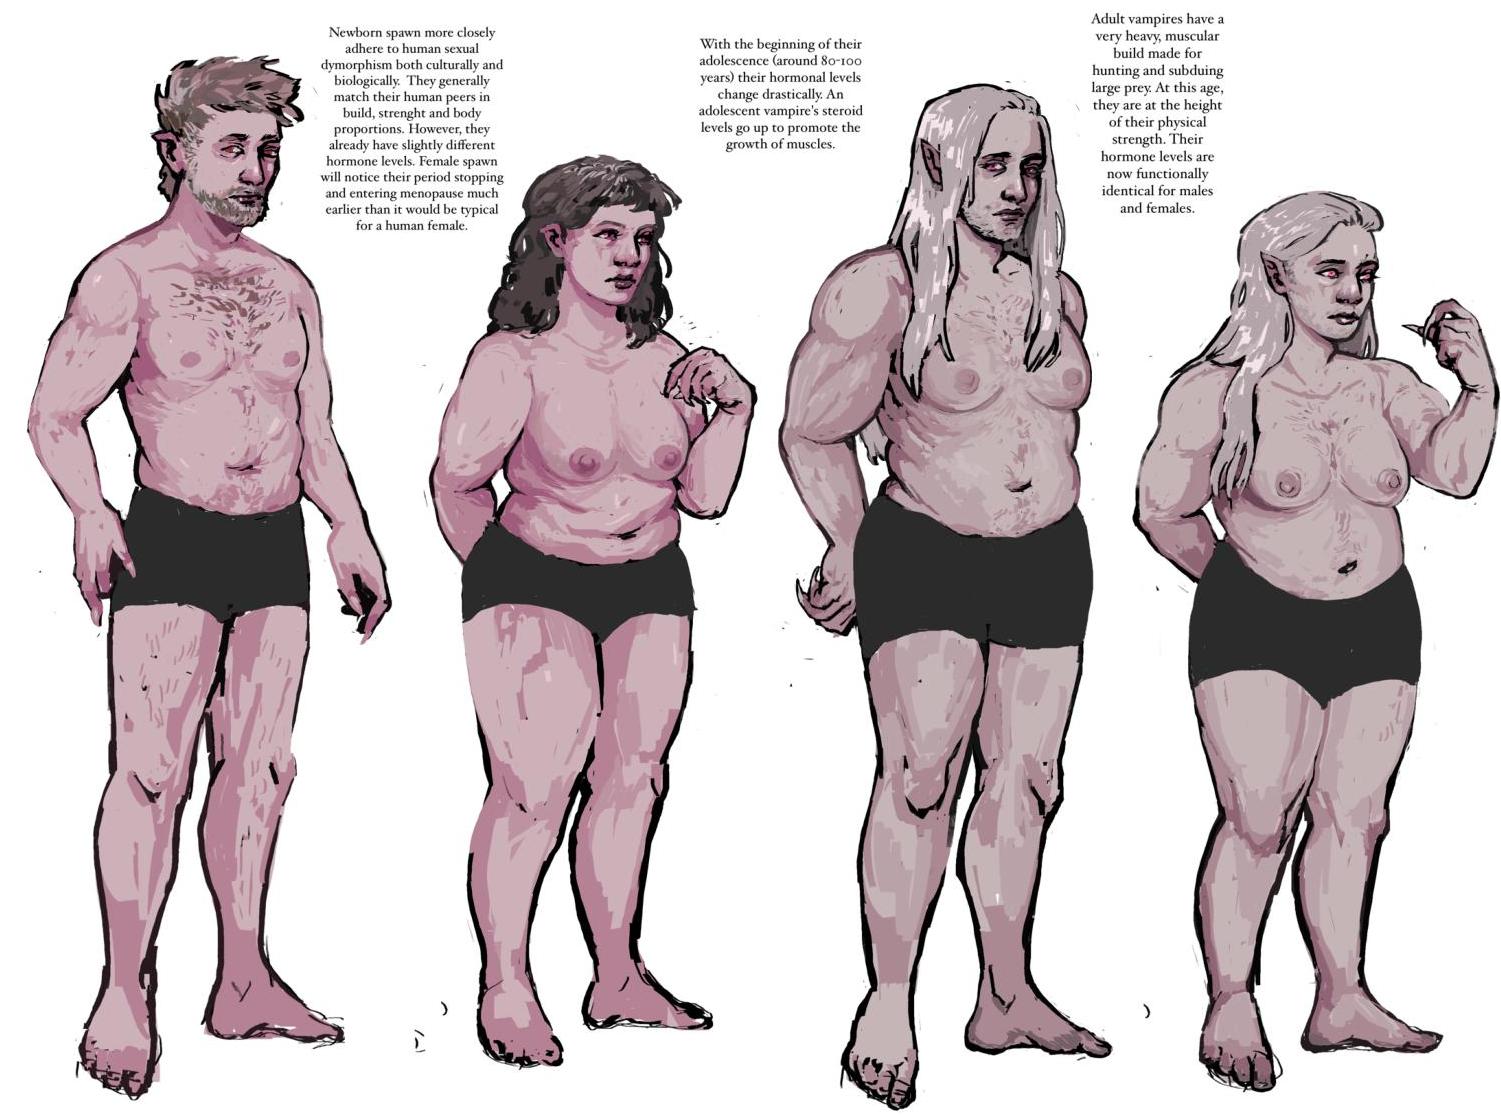 Newborn spawn more closely
adhere to human sexual
dymorphism both culturally and
biologically. They generally
match their human peers in
build, strenght and body
proportions. However, they
already have slightly different
hormone levels. Female spawn
will notice their period stopping
and entering menopause much
earlier than it would be typical
for a human female.
With the beginning of their
adolescence (around 80-100
years) their hormonal levels
change drastically. An
adolescent vampire's steroid
levels go up to promote the
growth of muscles.
Adult vampires have a
very heavy, muscular
build made for
hunting and subduing
large prey. At this age,
they are at the height
of their physical
strength. Their
hormone levels are
now functionally
identical for males
and females.